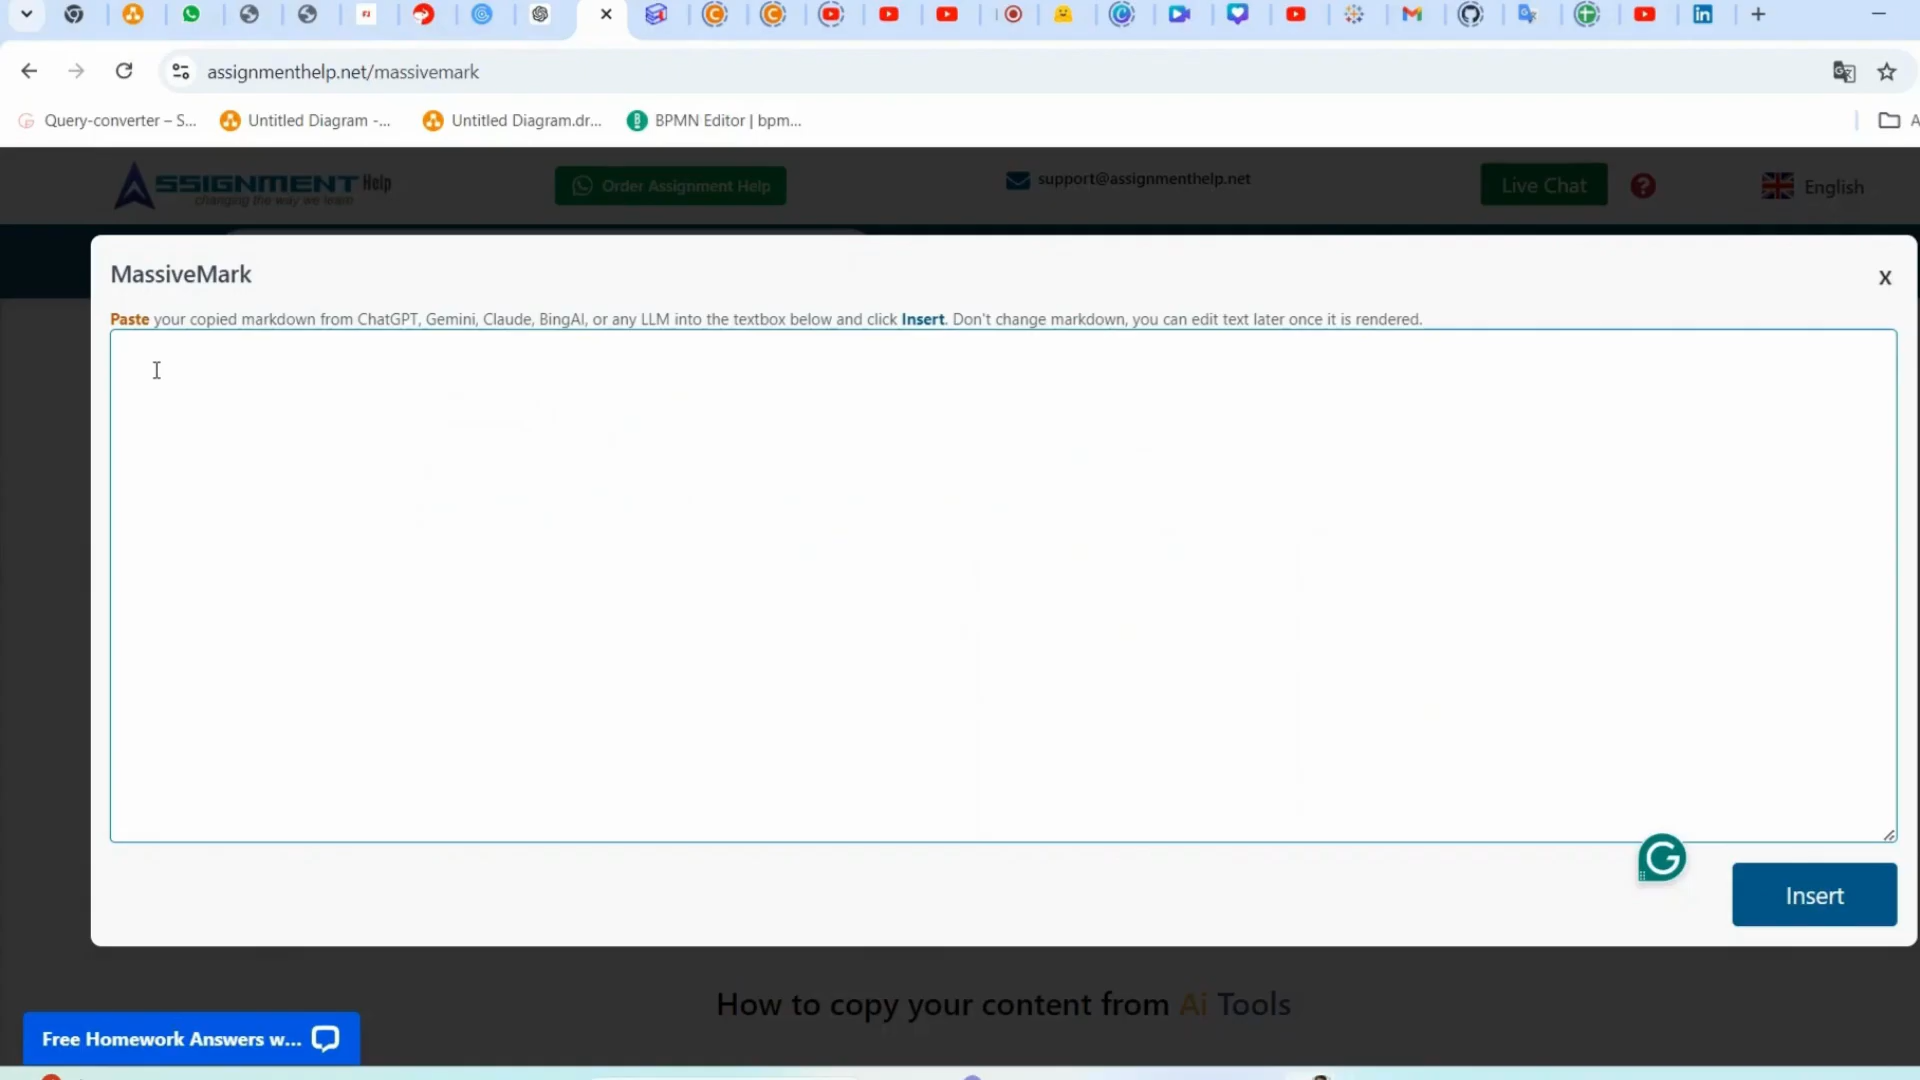 assignmenthelp.net/massivemark
Query-converter – S...
Untitled Diagram -...
Untitled Diagram.dr...
BPMN Editor | bpm...
A
ASSIGNMENT Help
changing the way we learn
Order Assignment Help
support@assignmenthelp.net
Live Chat
?
English
MassiveMark
X
Paste your copied markdown from ChatGPT, Gemini, Claude, BingAI, or any LLM into the textbox below and click Insert. Don't change markdown, you can edit text later once it is rendered.
Insert
How to copy your content from Ai Tools
Free Homework Answers w...